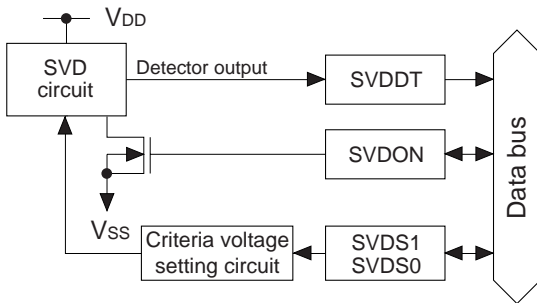 VDD
SVD
circuit
Detector output
SVDDT
SVDON
VSS
Criteria voltage
setting circuit
SVDS1
SVDS0
Data bus